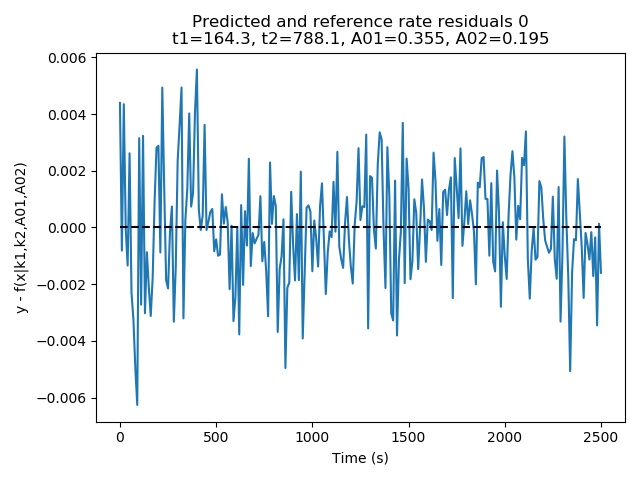 Predicted and reference rate residuals 0
t1=164.3, t2=788.1, A01=0.355, A02=0.195
0.006
0.004
0.002
0.000
−0.002
−0.004
−0.006
y - f(x|k1,k2,A01,A02)
0 500 1000 1500 2000 2500
Time (s)